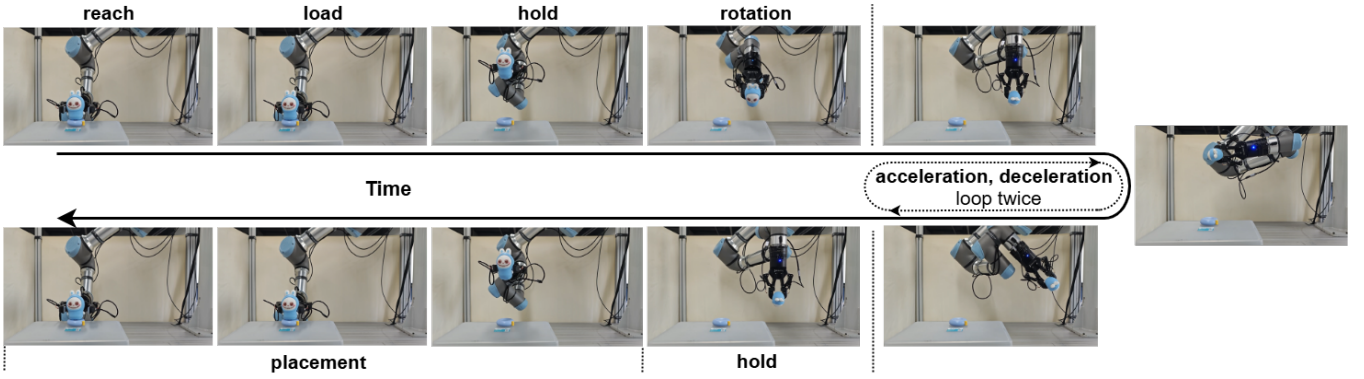 reach
load
hold
rotation
Time
acceleration, deceleration
loop twice
placement
hold